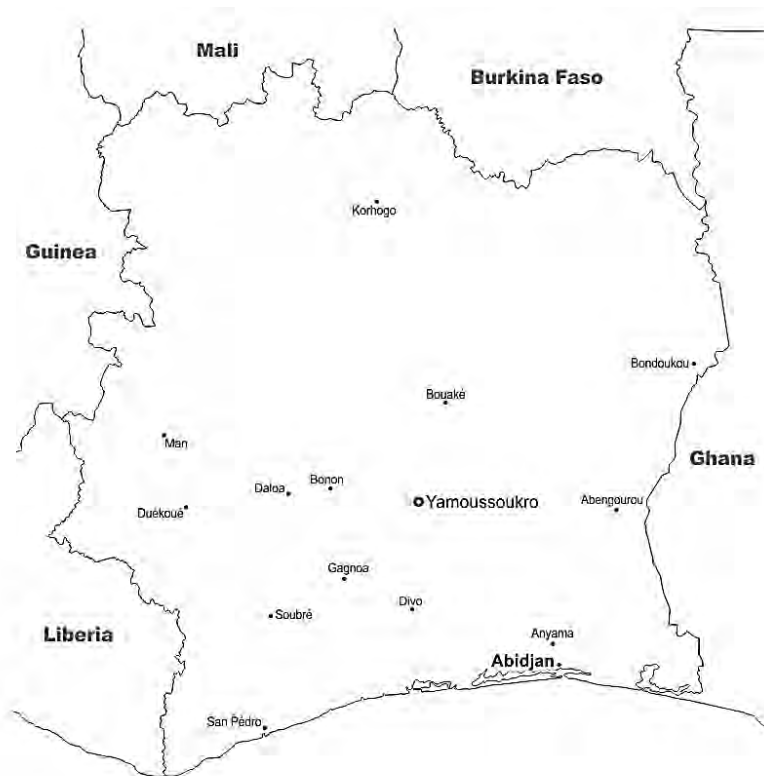 Mali
Burkina Faso
Korhogo
Guinea
Bondoukou
Bouaké
Man
Ghana
Daloa
Bonon
Yamoussoukro
Abengourou
Duékoué
Gagnoa
Divo
Soubré
Liberia
Anyama
Abidjan
San Pédro